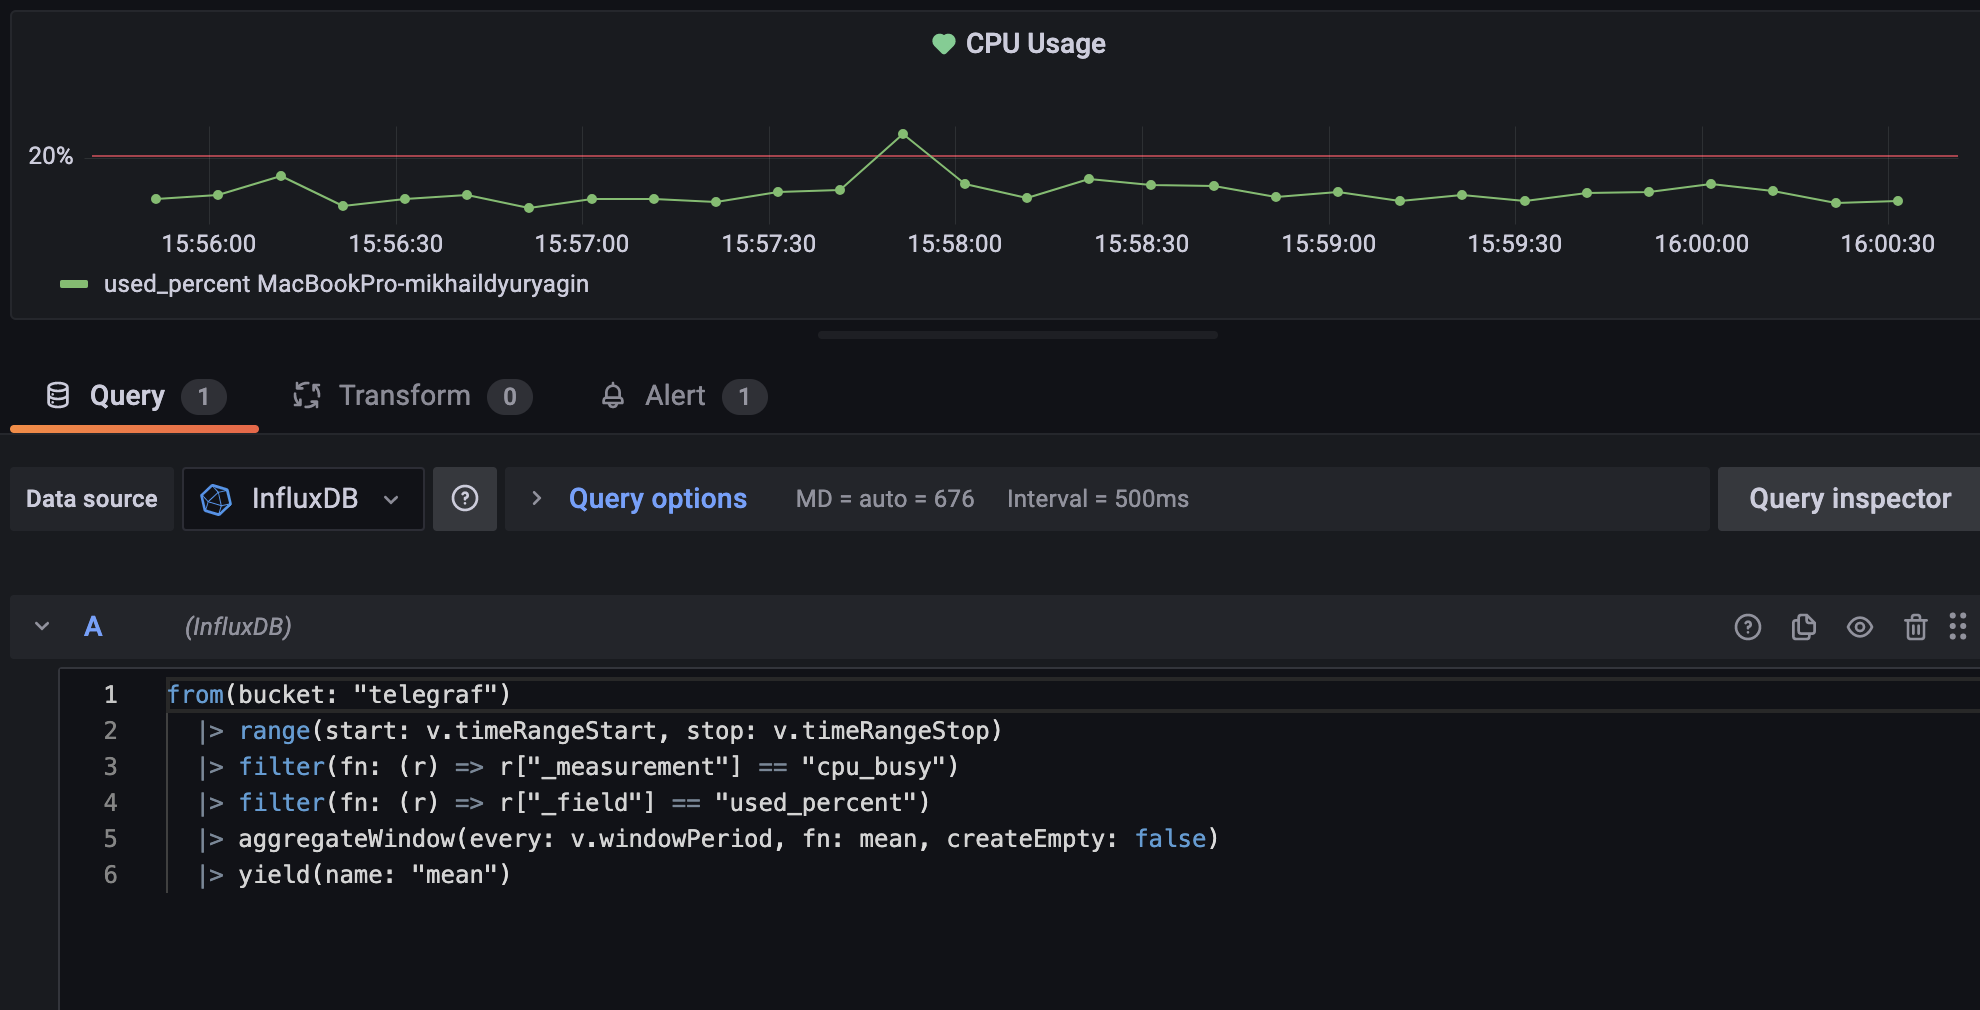 CPU Usage
20%
15:56:00 15:56:30 15:57:00 15:57:30 15:58:00 15:58:30 15:59:00 15:59:30 16:00:00 16:00:30
used_percent MacBookPro-mikhaildyuryagin
Query 1 Transform 0 Alert 1
Data source InfluxDB Query options MD = auto = 676 Interval = 500ms Query inspector
A (InfluxDB)
1 from(bucket: "telegraf")
2 |> range(start: v.timeRangeStart, stop: v.timeRangeStop)
3 |> filter(fn: (r) => r["_measurement"] == "cpu_busy")
4 |> filter(fn: (r) => r["_field"] == "used_percent")
5 |> aggregateWindow(every: v.windowPeriod, fn: mean, createEmpty: false)
6 |> yield(name: "mean")